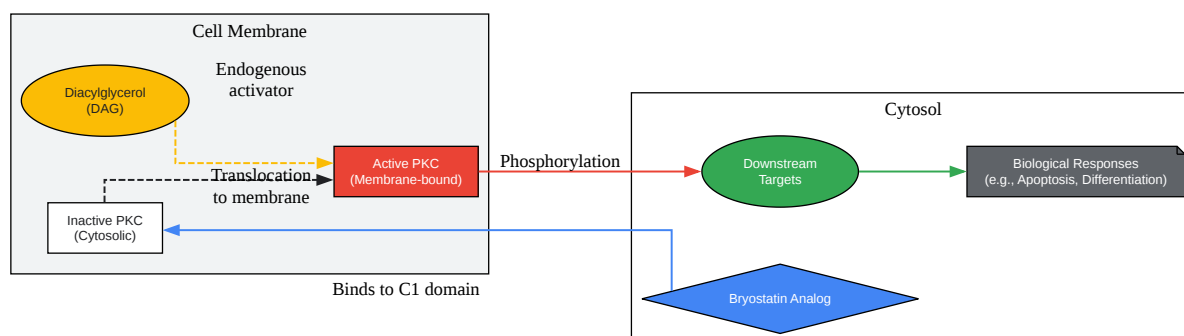 Cell Membrane
Endogenous
activator
Diacylglycerol
(DAG)
Active PKC
(Membrane-bound)
Translocation
to membrane
Inactive PKC
(Cytosolic)
Binds to C1 domain
Phosphorylation
Cytosol
Downstream
Targets
Biological Responses
(e.g., Apoptosis, Differentiation)
Bryostatin Analog